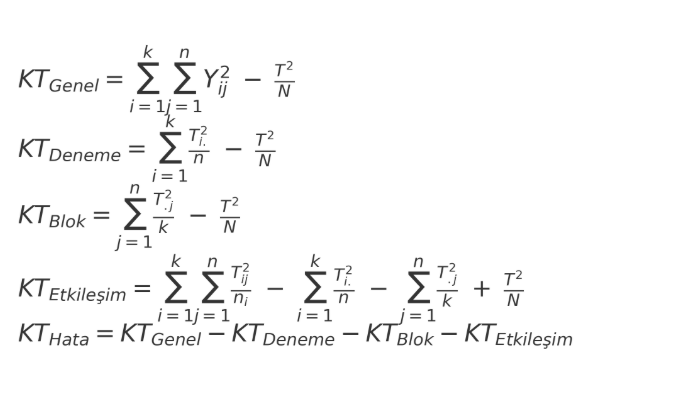 $KT_{Genel} = \sum_{i=1}^{k} \sum_{j=1}^{n} Y_{ij}^{2} - \frac{T^{2}}{N}$
$KT_{Deneme} = \sum_{i=1}^{k} \frac{T_{i.}^{2}}{n} - \frac{T^{2}}{N}$
$KT_{Blok} = \sum_{j=1}^{n} \frac{T_{.j}^{2}}{k} - \frac{T^{2}}{N}$
$KT_{Etkileşim} = \sum_{i=1}^{k} \sum_{j=1}^{n} \frac{T_{ij}^{2}}{n_{i}} - \sum_{i=1}^{k} \frac{T_{i.}^{2}}{n} - \sum_{j=1}^{n} \frac{T_{.j}^{2}}{k} + \frac{T^{2}}{N}$
$KT_{Hata} = KT_{Genel} - KT_{Deneme} - KT_{Blok} - KT_{Etkileşim}$